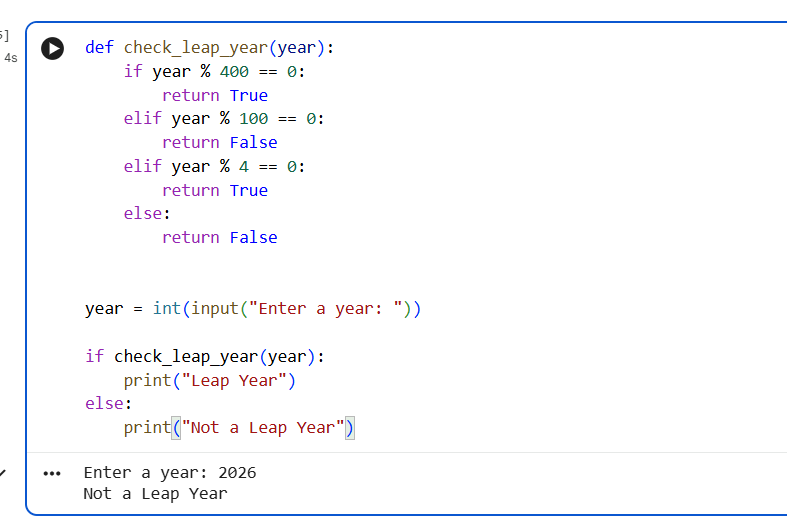 5]
4s
def check_leap_year(year):
    if year % 400 == 0:
        return True
    elif year % 100 == 0:
        return False
    elif year % 4 == 0:
        return True
    else:
        return False
year = int(input("Enter a year: "))
if check_leap_year(year):
    print("Leap Year")
else:
    print("Not a Leap Year")
Enter a year: 2026
Not a Leap Year